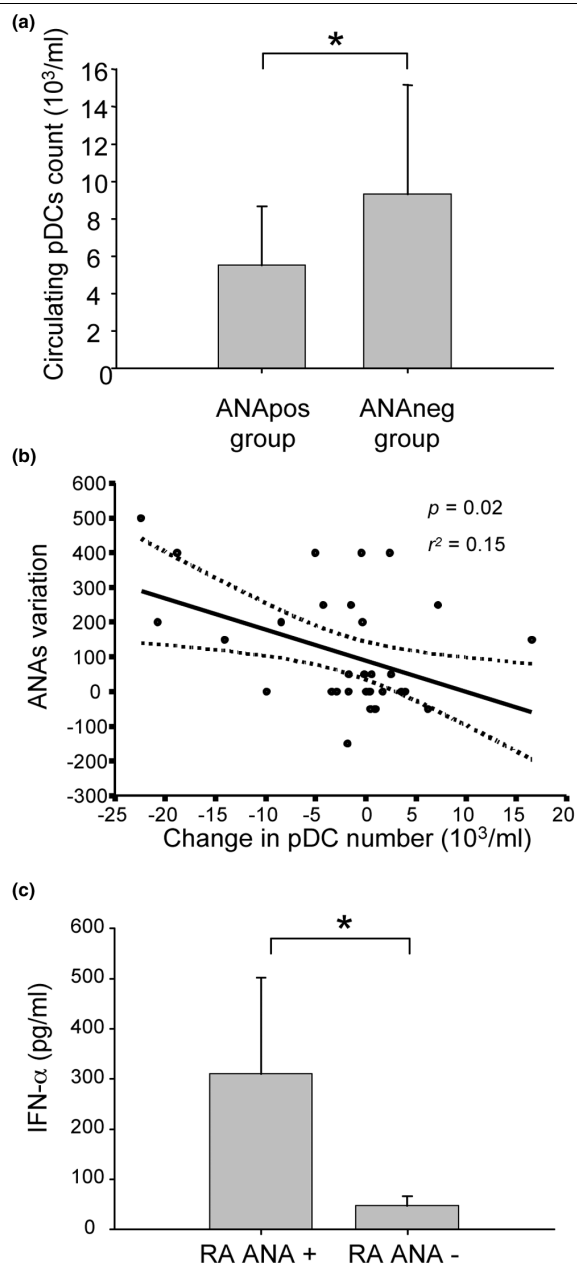 (a)
*
Circulating pDCs count (10³/ml)
16
14
12
10
8
6
4
2
0
ANApos group
ANAneg group
(b)
ANAs variation
600
500
400
300
200
100
0
-100
-200
-300
p = 0.02
r² = 0.15
-25
-20
-15
-10
-5
0
5
10
15
20
Change in pDC number (10³/ml)
(c)
*
IFN-α (pg/ml)
600
500
400
300
200
100
0
RA ANA +
RA ANA -